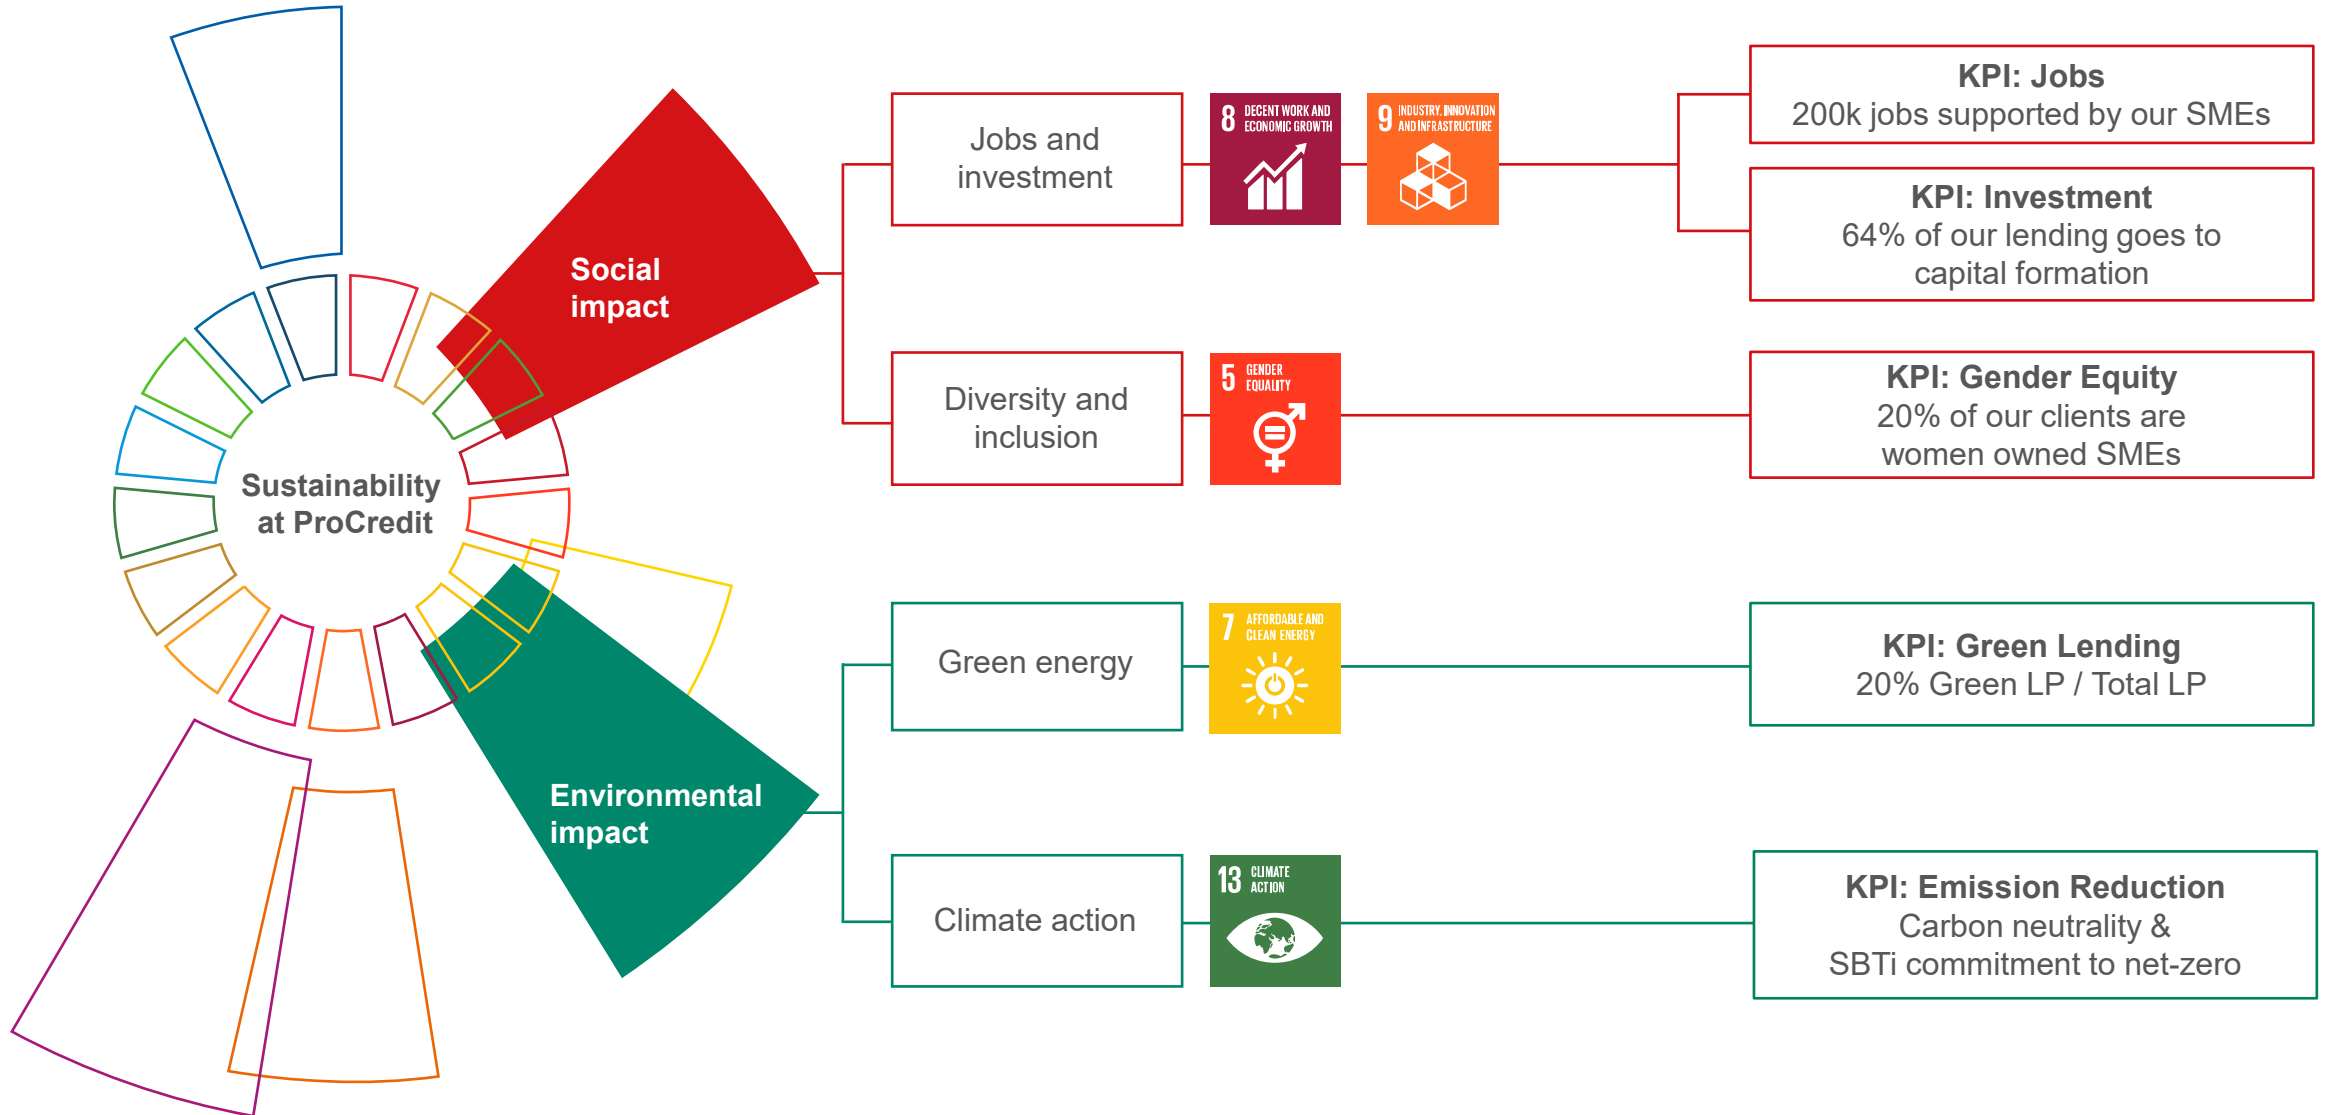 Sustainability
at ProCredit
Social
impact
Jobs and
investment
8 DECENT WORK AND
ECONOMIC GROWTH
9 INDUSTRY, INNOVATION
AND INFRASTRUCTURE
KPI: Jobs
200k jobs supported by our SMEs
KPI: Investment
64% of our lending goes to
capital formation
Diversity and
inclusion
5 GENDER
EQUALITY
KPI: Gender Equity
20% of our clients are
women owned SMEs
Environmental
impact
Green energy
7 AFFORDABLE AND
CLEAN ENERGY
KPI: Green Lending
20% Green LP / Total LP
Climate action
13 CLIMATE
ACTION
KPI: Emission Reduction
Carbon neutrality &
SBTi commitment to net-zero